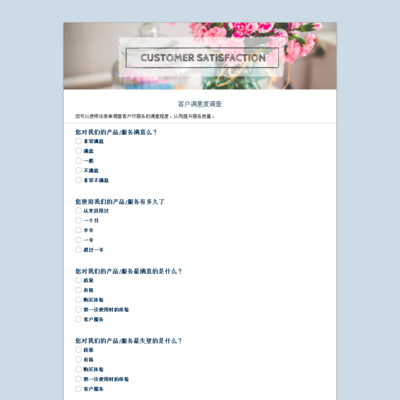 CUSTOMER SATISFACTION
客户满意度调查
您可以使用该表单调查客户对服务的满意程度，从而提升服务质量。
您对我们的产品/服务满意么？
非常满意
满意
一般
不满意
非常不满意
您使用我们的产品/服务有多久了
从来没用过
一个月
半年
一年
超过一年
您对我们的产品/服务最满意的是什么？
质量
价格
购买体验
第一次使用时的体验
客户服务
您对我们的产品/服务最失望的是什么？
质量
价格
购买体验
第一次使用时的体验
客户服务